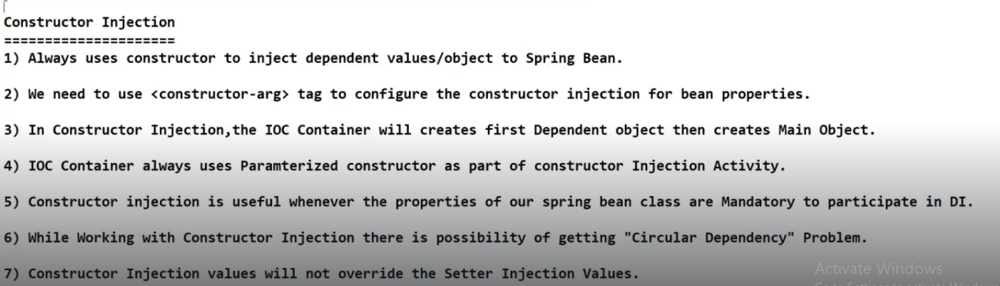 Constructor Injection
=====================
1) Always uses constructor to inject dependent values/object to Spring Bean.
2) We need to use <constructor-arg> tag to configure the constructor injection for bean properties.
3) In Constructor Injection,the IOC Container will creates first Dependent object then creates Main Object.
4) IOC Container always uses Paramterized constructor as part of constructor Injection Activity.
5) Constructor injection is useful whenever the properties of our spring bean class are Mandatory to participate in DI.
6) While Working with Constructor Injection there is possibility of getting "Circular Dependency" Problem.
Activate Windows
7) Constructor Injection values will not override the Setter Injection Values.